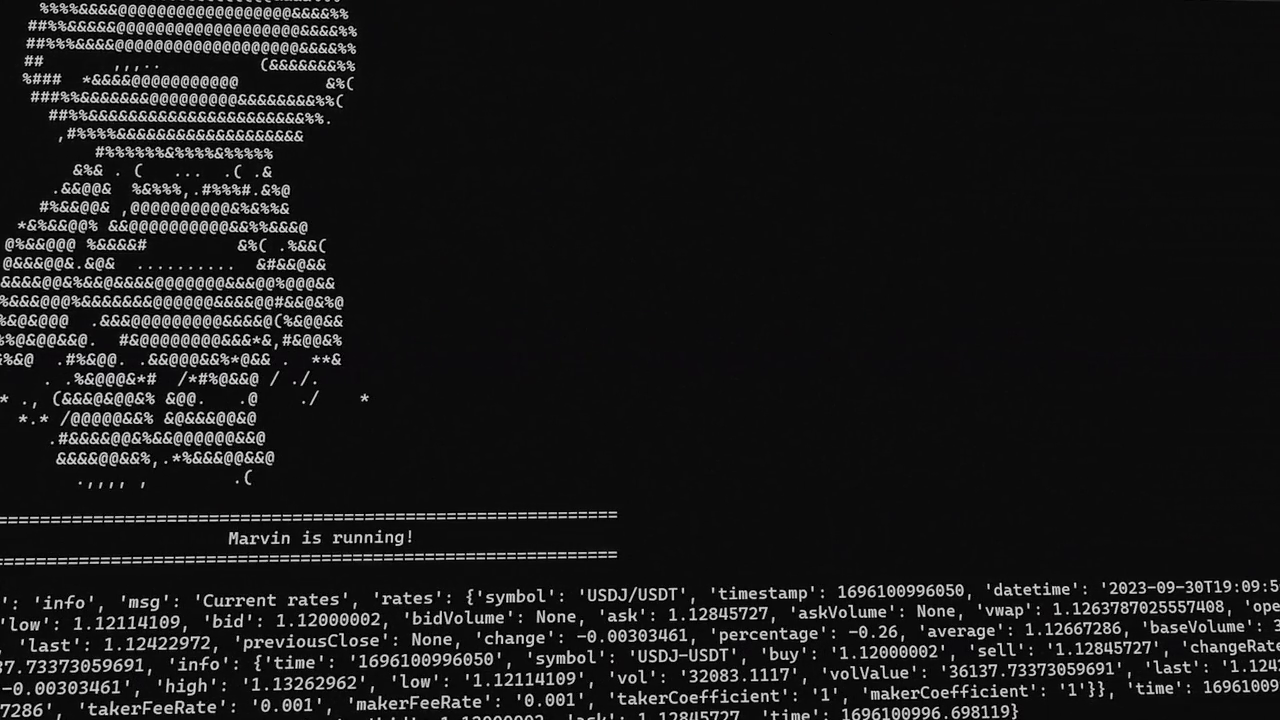 Marvin is running!
': 'info', 'msg': 'Current rates', 'rates': {'symbol': 'USDJ/USDT', 'timestamp': 1696100996050, 'datetime': '2023-09-30T19:09:5
'low': 1.12114109, 'bid': 1.12000002, 'bidVolume': None, 'ask': 1.12845727, 'askVolume': None, 'vwap': 1.1263787025557408, 'ope
, 'last': 1.12422972, 'previousClose': None, 'change': -0.00303461, 'percentage': -0.26, 'average': 1.12667286, 'baseVolume': 3
37.73373059691, 'info': {'time': '1696100996050', 'symbol': 'USDJ-USDT', 'buy': '1.12000002', 'sell': '1.12845727', 'changeRate
-0.00303461', 'high': '1.13262962', 'low': '1.12114109', 'vol': '32083.1117', 'volValue': '36137.73373059691', 'last': '1.1242
7286', 'takerFeeRate': '0.001', 'makerFeeRate': '0.001', 'takerCoefficient': '1', 'makerCoefficient': '1'}}, 'time': 16961009
1.12000002, 'ask': 1.12845727, 'time': 1696100996.698119}